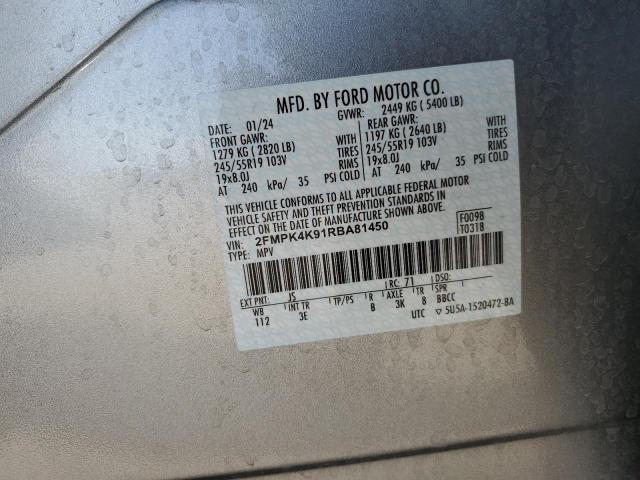 MFD. BY FORD MOTOR CO.
DATE: 01/24 GVWR: 2449 KG ( 5400 LB)
FRONT GAWR: REAR GAWR:
1279 KG ( 2820 LB) WITH 1197 KG ( 2640 LB) WITH
245/55R19 103V TIRES 245/55R19 103V TIRES
19x8.0J RIMS 19x8.0J RIMS
AT 240 kPa/ 35 PSI COLD AT 240 kPa/ 35 PSI COLD
THIS VEHICLE CONFORMS TO ALL APPLICABLE FEDERAL MOTOR
VEHICLE SAFETY AND THEFT PREVENTION STANDARDS IN
EFFECT ON THE DATE OF MANUFACTURE SHOWN ABOVE.
VIN: 2FMPK4K91RBA81450 F0098
TYPE: MPV T0318
EXT PNT: JS RC: 71 DSO:
WB INT TR TP/PS R AXLE TR SPR
112 3E B 3K 8 BBCC
UTC ▽ 5U5A-1520472-BA